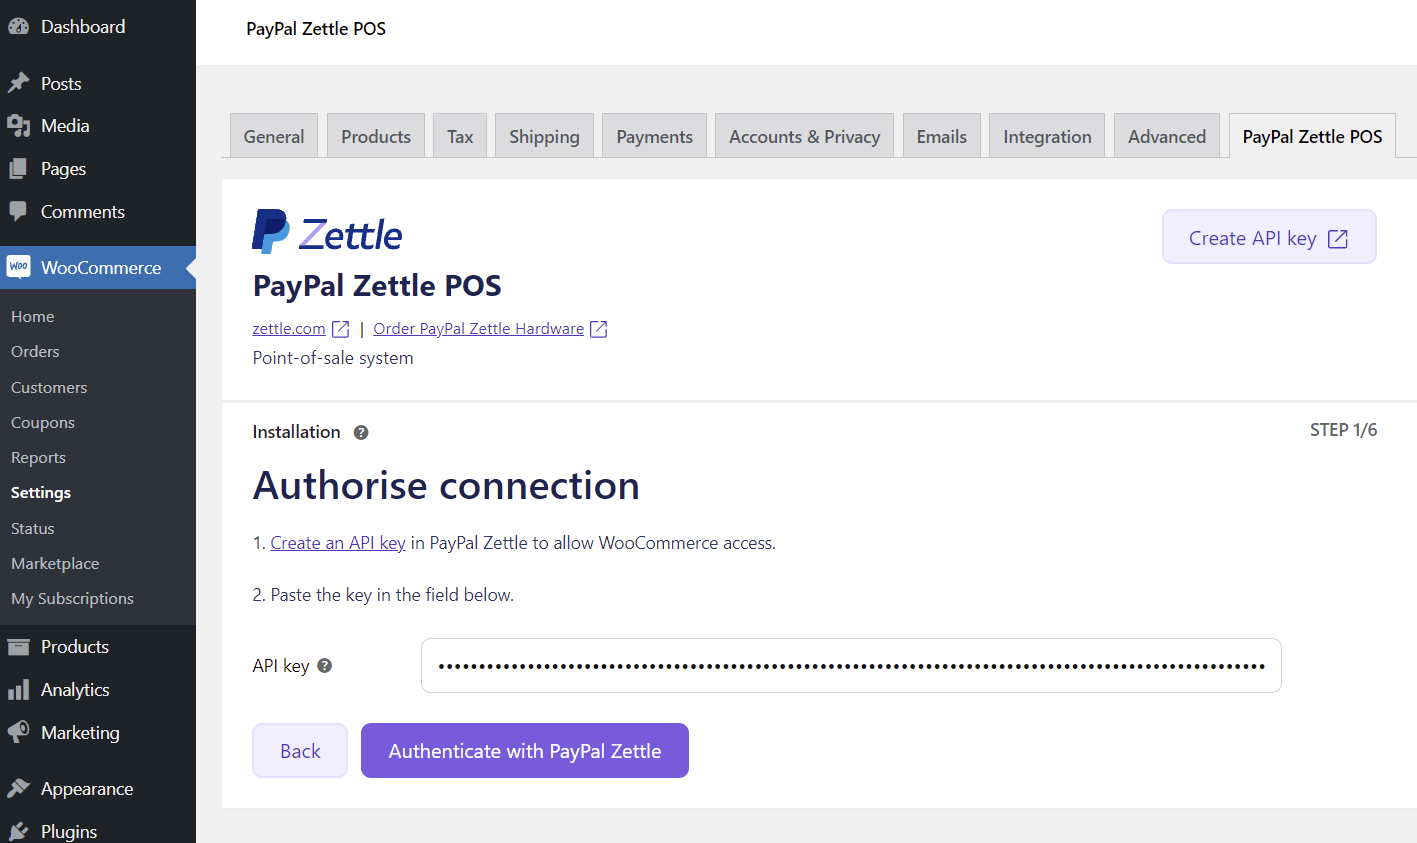 Dashboard
Posts
Media
Pages
Comments
Woo WooCommerce
Home
Orders
Customers
Coupons
Reports
Settings
Status
Marketplace
My Subscriptions
Products
Analytics
Marketing
Appearance
Plugins
PayPal Zettle POS
General Products Tax Shipping Payments Accounts & Privacy Emails Integration Advanced PayPal Zettle POS
Zettle
Create API key
PayPal Zettle POS
zettle.com | Order PayPal Zettle Hardware
Point-of-sale system
Installation ?
STEP 1/6
Authorise connection
1. Create an API key in PayPal Zettle to allow WooCommerce access.
2. Paste the key in the field below.
API key ?
Back Authenticate with PayPal Zettle